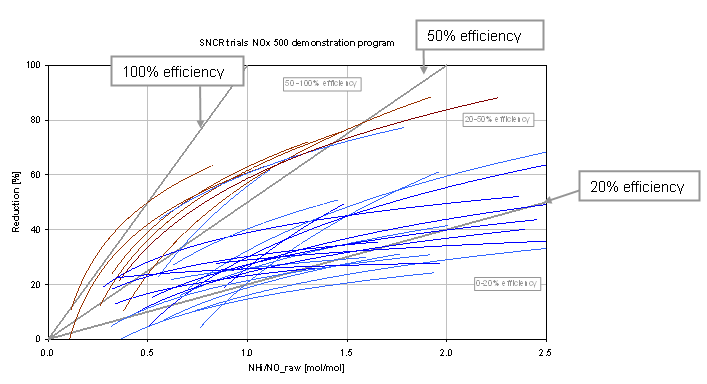 SNCR trials NOx 500 demonstration program
50% efficiency
100% efficiency
50-100% efficiency
20-50% efficiency
20% efficiency
0-20% efficiency
Reduction [%]
100
80
60
40
20
0
0.0 0.5 1.0 1.5 2.0 2.5
NHi/NO_raw [mol/mol]